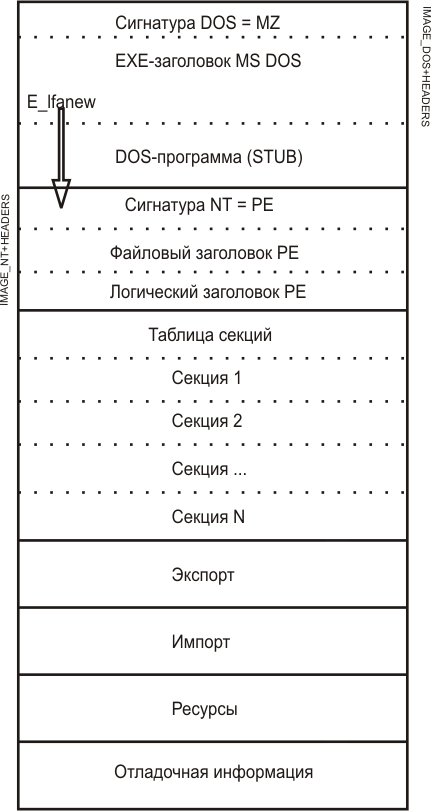 Сигнатура DOS = MZ
IMAGE_DOS+HEADERS
EXE-заголовок MS DOS
E_lfanew
DOS-программа (STUB)
IMAGE_NT+HEADERS
Сигнатура NT = PE
Файловый заголовок PE
Логический заголовок PE
Таблица секций
Секция 1
Секция 2
Секция ...
Секция N
Экспорт
Импорт
Ресурсы
Отладочная информация